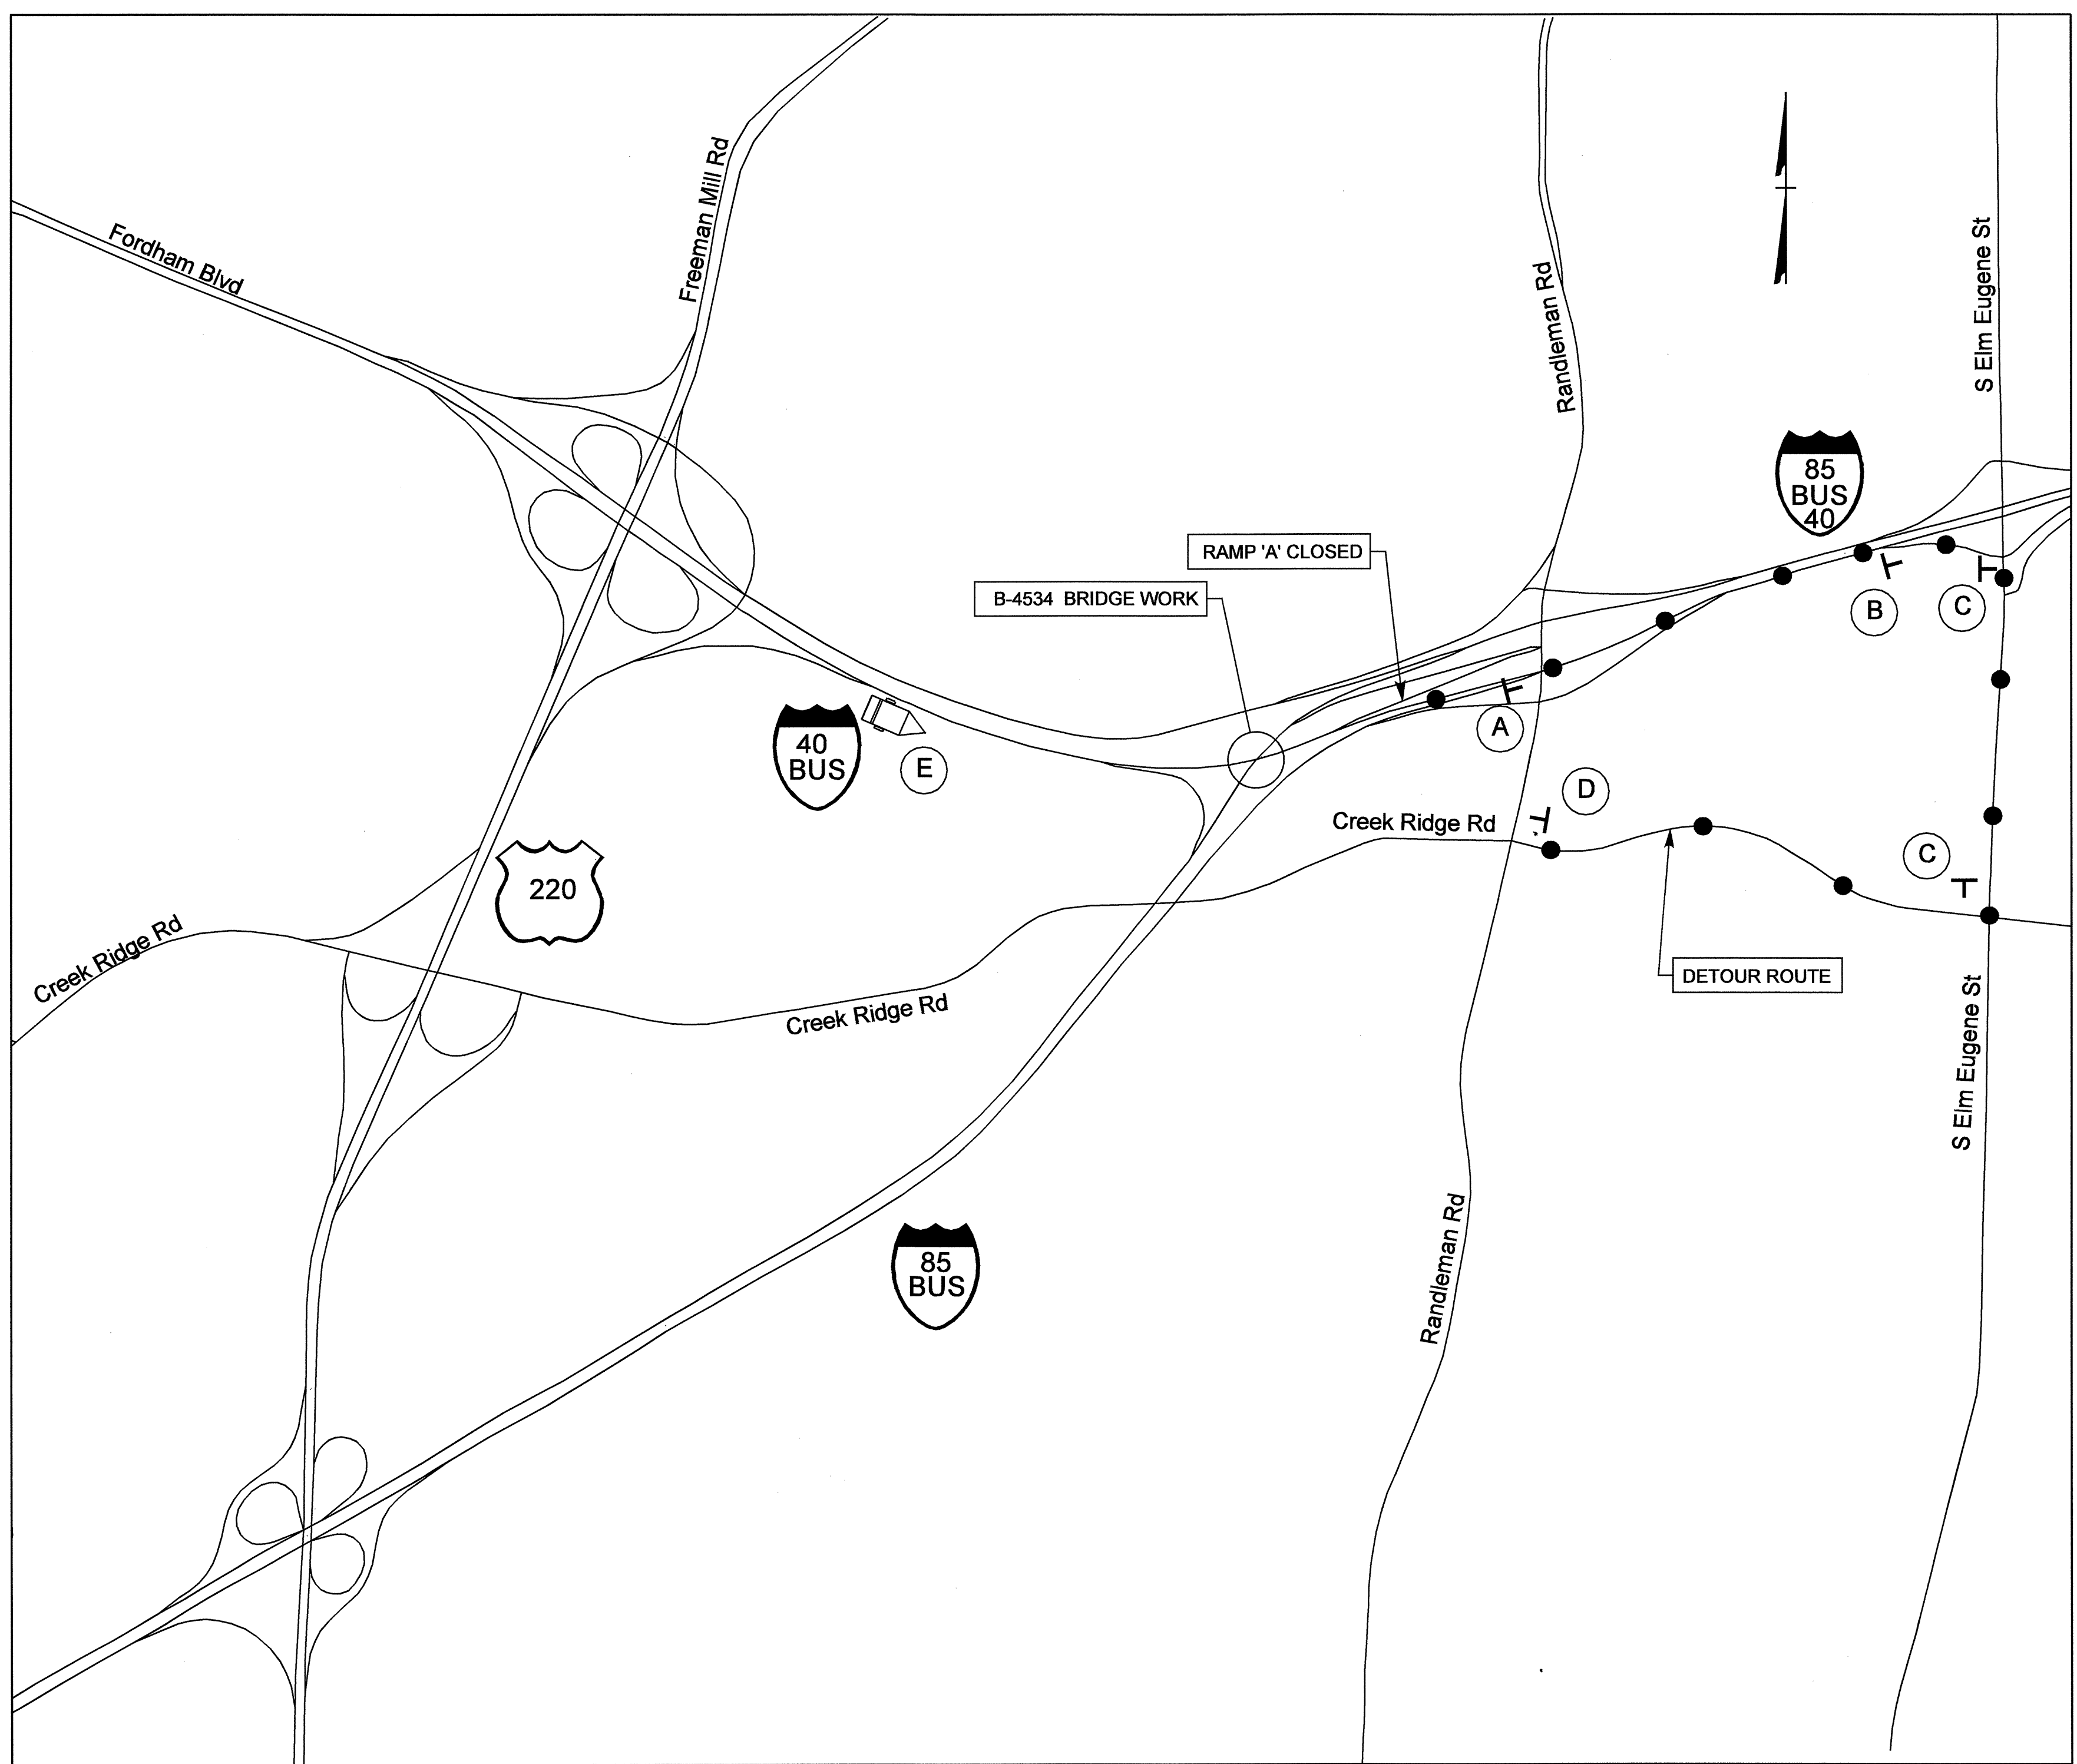 Fordham Blvd
Freeman Mill Rd
Randleman Rd
S Elm Eugene St
85
BUS
40
RAMP 'A' CLOSED
B-4534 BRIDGE WORK
B
C
A
40
BUS
E
D
Creek Ridge Rd
C
220
Creek Ridge Rd
DETOUR ROUTE
Creek Ridge Rd
S Elm Eugene St
85
BUS
Randleman Rd